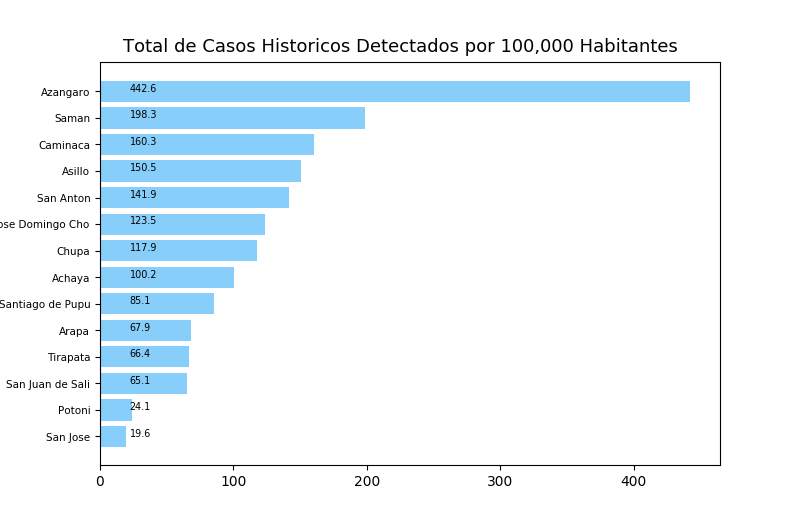 Total de Casos Historicos Detectados por 100,000 Habitantes
Azangaro 442.6
Saman 198.3
Caminaca 160.3
Asillo 150.5
San Anton 141.9
ose Domingo Cho 123.5
Chupa 117.9
Achaya 100.2
Santiago de Pupu 85.1
Arapa 67.9
Tirapata 66.4
San Juan de Sali 65.1
Potoni 24.1
San Jose 19.6
0 100 200 300 400